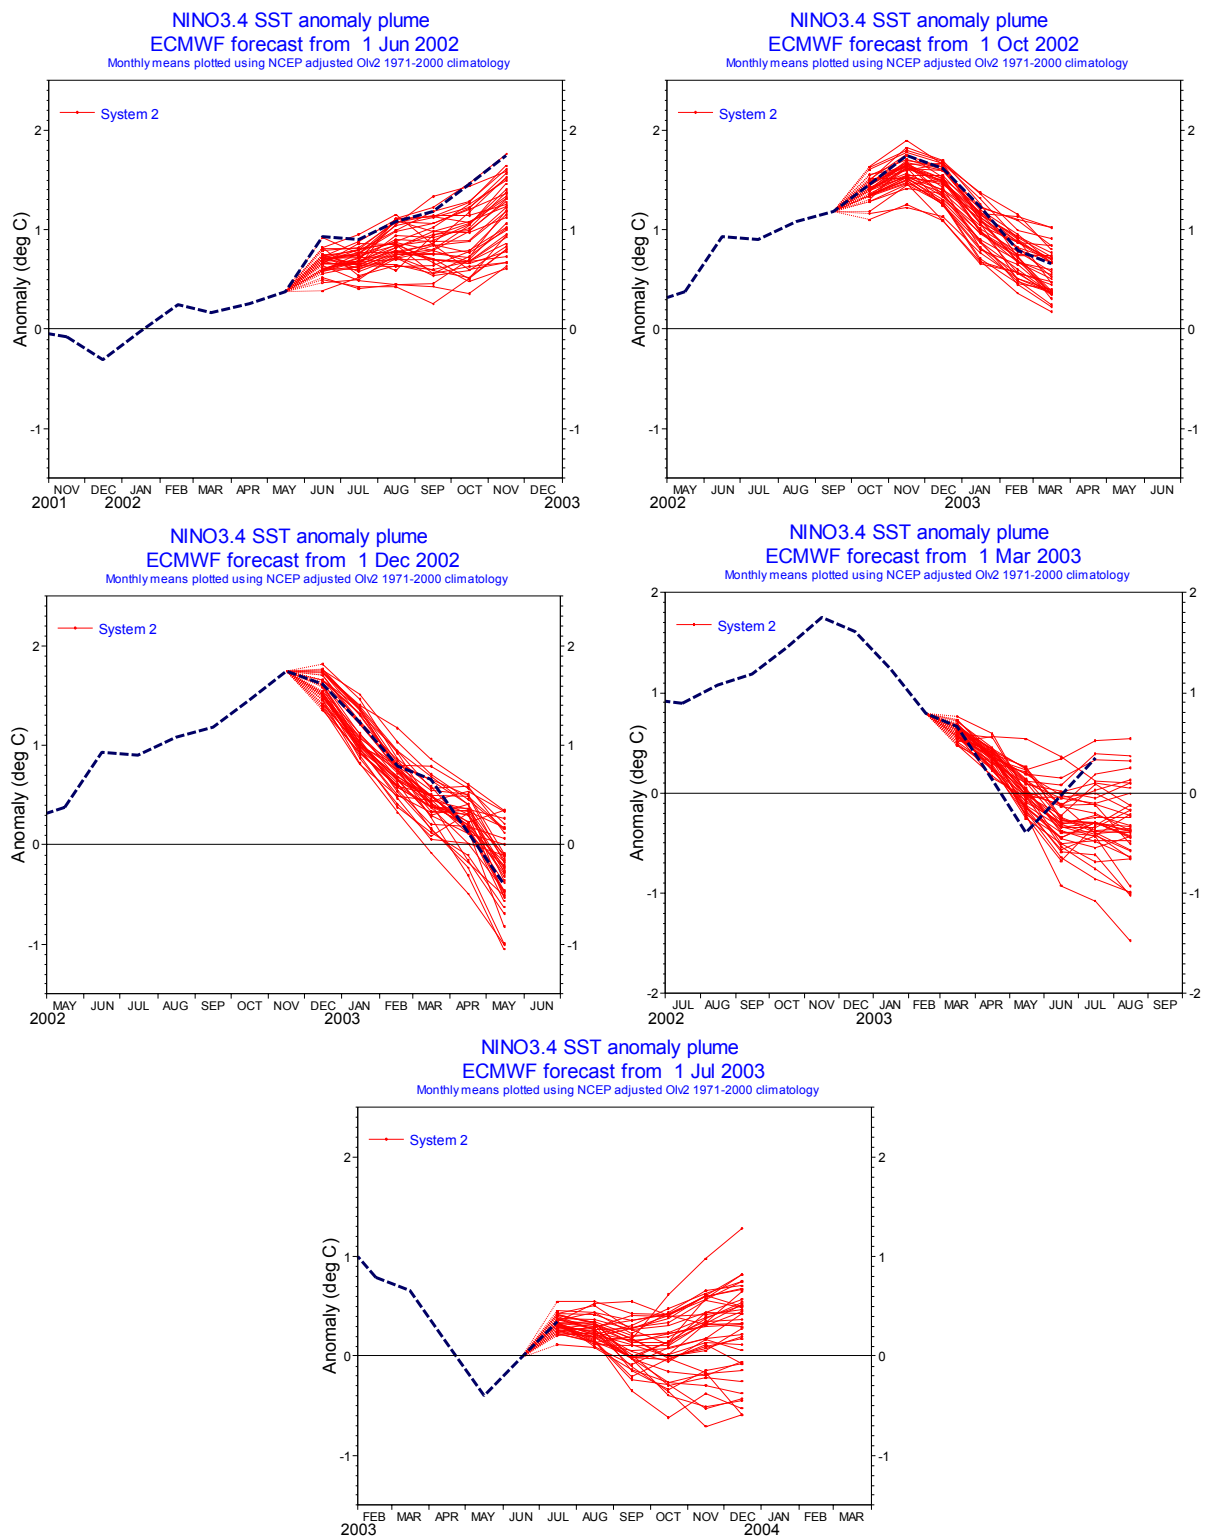 NINO3.4 SST anomaly plume
ECMWF forecast from 1 Jun 2002
Monthly means plotted using NCEP adjusted OIv2 1971-2000 climatology
System 2
Anomaly (deg C)
2 2
1 1
0 0
-1 -1
NOV DEC JAN FEB MAR APR MAY JUN JUL AUG SEP OCT NOV DEC
2001 2002 2003
NINO3.4 SST anomaly plume
ECMWF forecast from 1 Oct 2002
Monthly means plotted using NCEP adjusted OIv2 1971-2000 climatology
System 2
Anomaly (deg C)
2 2
1 1
0 0
-1 -1
MAY JUN JUL AUG SEP OCT NOV DEC JAN FEB MAR APR MAY JUN
2002 2003
NINO3.4 SST anomaly plume
ECMWF forecast from 1 Dec 2002
Monthly means plotted using NCEP adjusted OIv2 1971-2000 climatology
System 2
Anomaly (deg C)
2 2
1 1
0 0
-1 -1
MAY JUN JUL AUG SEP OCT NOV DEC JAN FEB MAR APR MAY JUN
2002 2003
NINO3.4 SST anomaly plume
ECMWF forecast from 1 Mar 2003
Monthly means plotted using NCEP adjusted OIv2 1971-2000 climatology
System 2
Anomaly (deg C)
2 2
1 1
0 0
-1 -1
-2 -2
JUL AUG SEP OCT NOV DEC JAN FEB MAR APR MAY JUN JUL AUG SEP
2002 2003
NINO3.4 SST anomaly plume
ECMWF forecast from 1 Jul 2003
Monthly means plotted using NCEP adjusted OIv2 1971-2000 climatology
System 2
Anomaly (deg C)
2 2
1 1
0 0
-1 -1
FEB MAR APR MAY JUN JUL AUG SEP OCT NOV DEC JAN FEB MAR
2003 2004